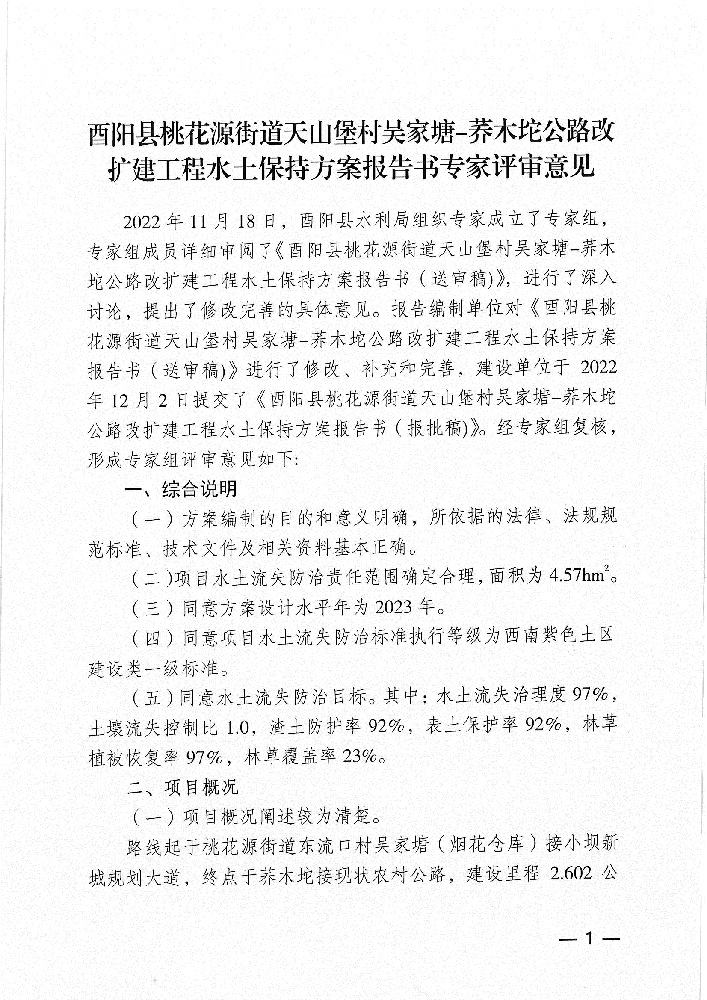 酉阳县桃花源街道天山堡村吴家塘-荞木坨公路改
扩建工程水土保持方案报告书专家评审意见
2022 年 11 月 18 日，酉阳县水利局组织专家成立了专家组，
专家组成员详细审阅了《酉阳县桃花源街道天山堡村吴家塘-荞木
坨公路改扩建工程水土保持方案报告书（送审稿)》，进行了深入
讨论，提出了修改完善的具体意见。报告编制单位对《酉阳县桃
花源街道天山堡村吴家塘-荞木坨公路改扩建工程水土保持方案
报告书（送审稿)》进行了修改、补充和完善，建设单位于 2022
年 12 月 2 日提交了《酉阳县桃花源街道天山堡村吴家塘-荞木坨
公路改扩建工程水土保持方案报告书（报批稿)》。经专家组复核，
形成专家组评审意见如下:
一、综合说明
（一）方案编制的目的和意义明确，所依据的法律、法规规
范标准、技术文件及相关资料基本正确。
（二)项目水土流失防治责任范围确定合理,面积为 4.57hm²。
（三）同意方案设计水平年为 2023 年。
（四）同意项目水土流失防治标准执行等级为西南紫色土区
建设类一级标准。
（五）同意水土流失防治目标。其中：水土流失治理度 97%，
土壤流失控制比 1.0，渣土防护率 92%，表土保护率 92%，林草
植被恢复率 97%，林草覆盖率 23%。
二、项目概况
（一）项目概况阐述较为清楚。
路线起于桃花源街道东流口村吴家塘（烟花仓库）接小坝新
城规划大道，终点于荞木坨接现状农村公路，建设里程 2.602 公
— 1 —